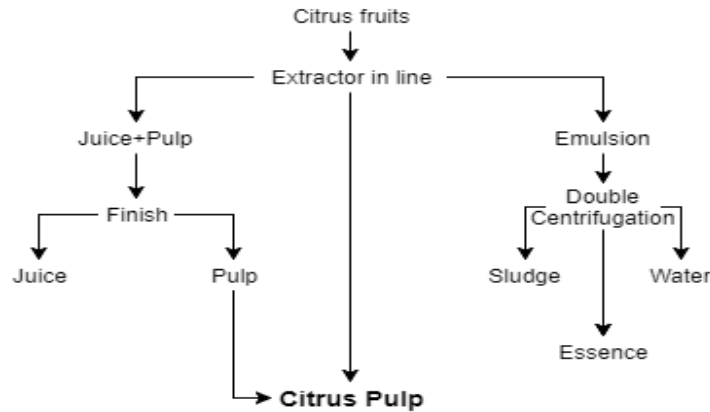 Citrus fruits
Extractor in line
Juice+Pulp
Emulsion
Finish
Double
Centrifugation
Juice
Pulp
Sludge
Water
Essence
Citrus Pulp